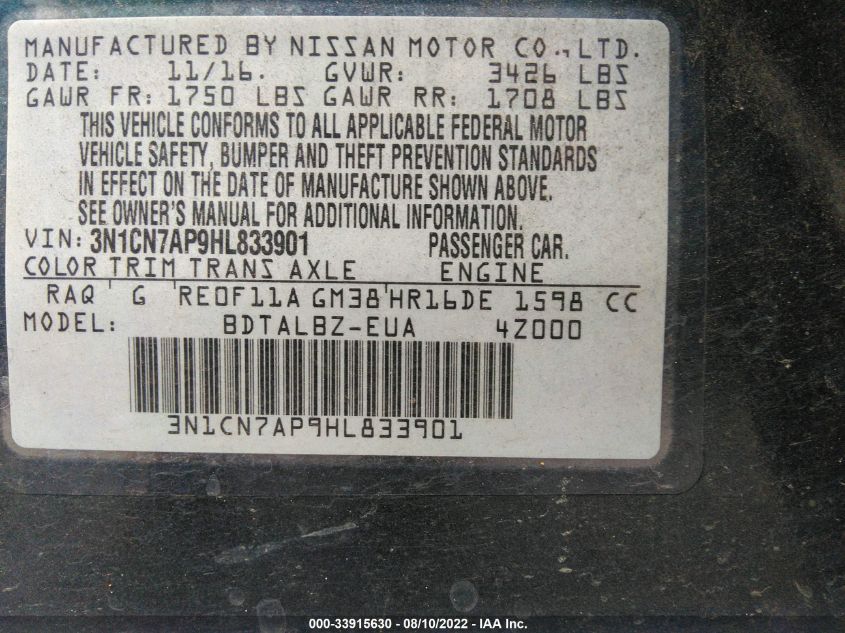 MANUFACTURED BY NISSAN MOTOR CO.,LTD.
DATE: 11/16. GVWR: 3426 LBS
GAWR FR: 1750 LBS GAWR RR: 1708 LBS
THIS VEHICLE CONFORMS TO ALL APPLICABLE FEDERAL MOTOR
VEHICLE SAFETY, BUMPER AND THEFT PREVENTION STANDARDS
IN EFFECT ON THE DATE OF MANUFACTURE SHOWN ABOVE.
SEE OWNER'S MANUAL FOR ADDITIONAL INFORMATION.
VIN: 3N1CN7AP9HL833901 PASSENGER CAR.
COLOR TRIM TRANS AXLE ENGINE
RAQ G RE0F11A GM38 HR16DE 1598 CC
MODEL: BDTALBZ-EUA 4Z000
3N1CN7AP9HL833901
000-33915630 - 08/10/2022 - IAA Inc.